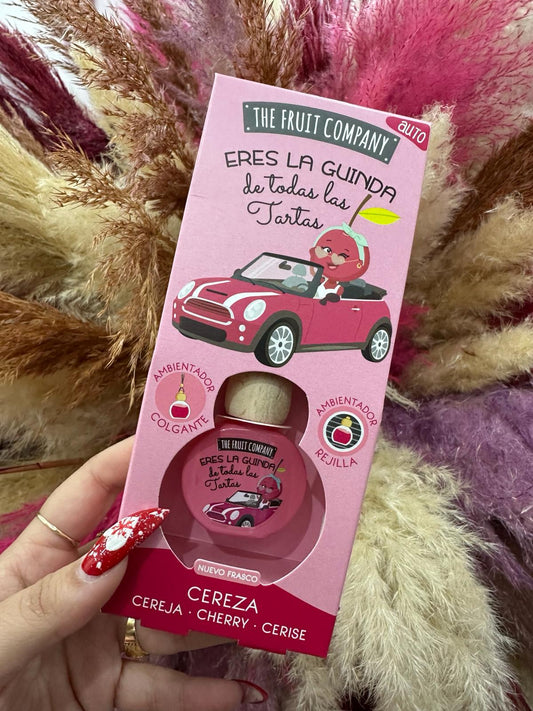 THE FRUIT COMPANY
auto
ERES LA GUINDA
de todas las
Tartas
AMBIENTADOR
COLGANTE
AMBIENTADOR
REJILLA
THE FRUIT COMPANY
ERES LA GUINDA
de todas las
Tartas
NUEVO FRASCO
CEREZA
CEREJA · CHERRY · CERISE